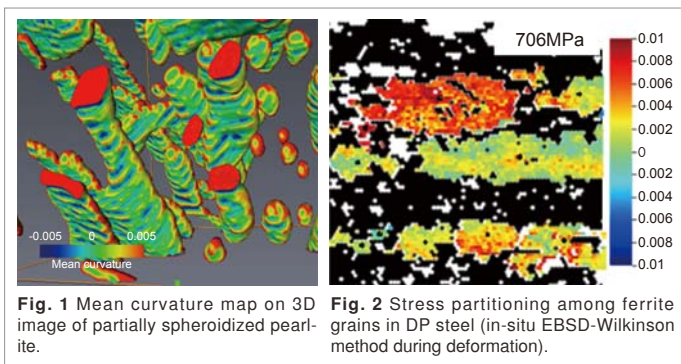 -0.005 0 0.005
Mean curvature
706MPa
0.01
0.008
0.006
0.004
0.002
0
0.002
0.004
0.006
0.008
0.01
Fig. 1 Mean curvature map on 3D
image of partially spheroidized pearl-
ite.
Fig. 2 Stress partitioning among ferrite
grains in DP steel (in-situ EBSD-Wilkinson
method during deformation).